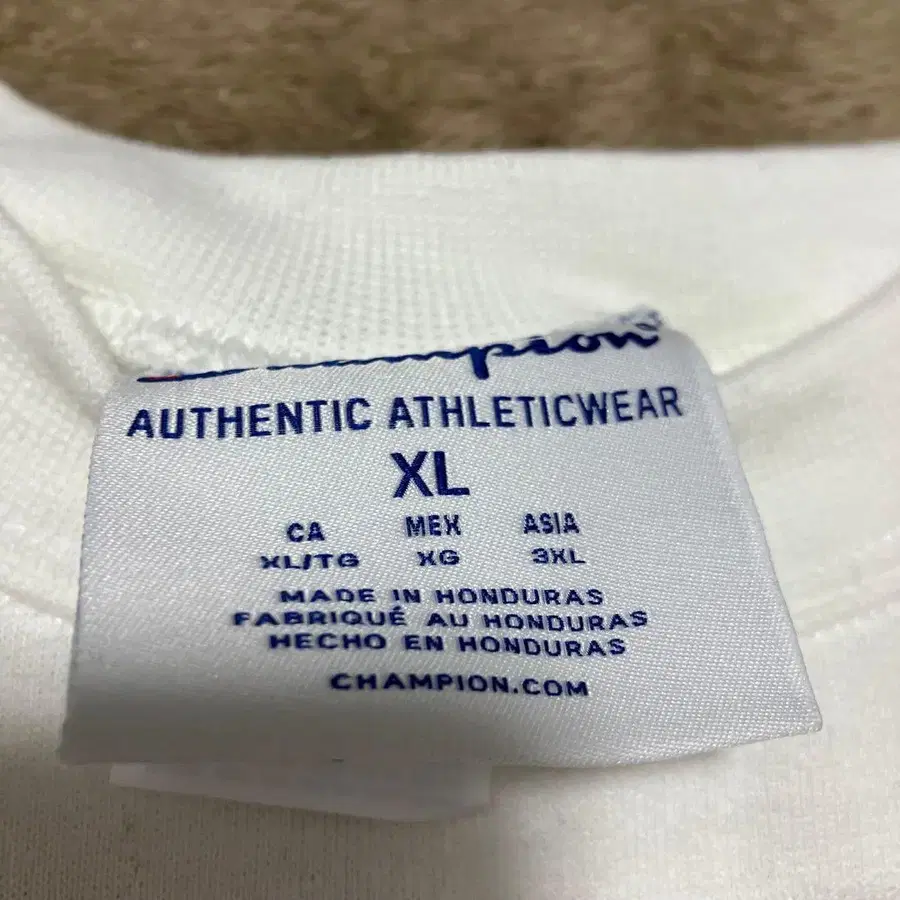 Champion
AUTHENTIC ATHLETICWEAR
XL
CA MEX ASIA
XL/TG XG 3XL
MADE IN HONDURAS
FABRIQUÉ AU HONDURAS
HECHO EN HONDURAS
CHAMPION.COM